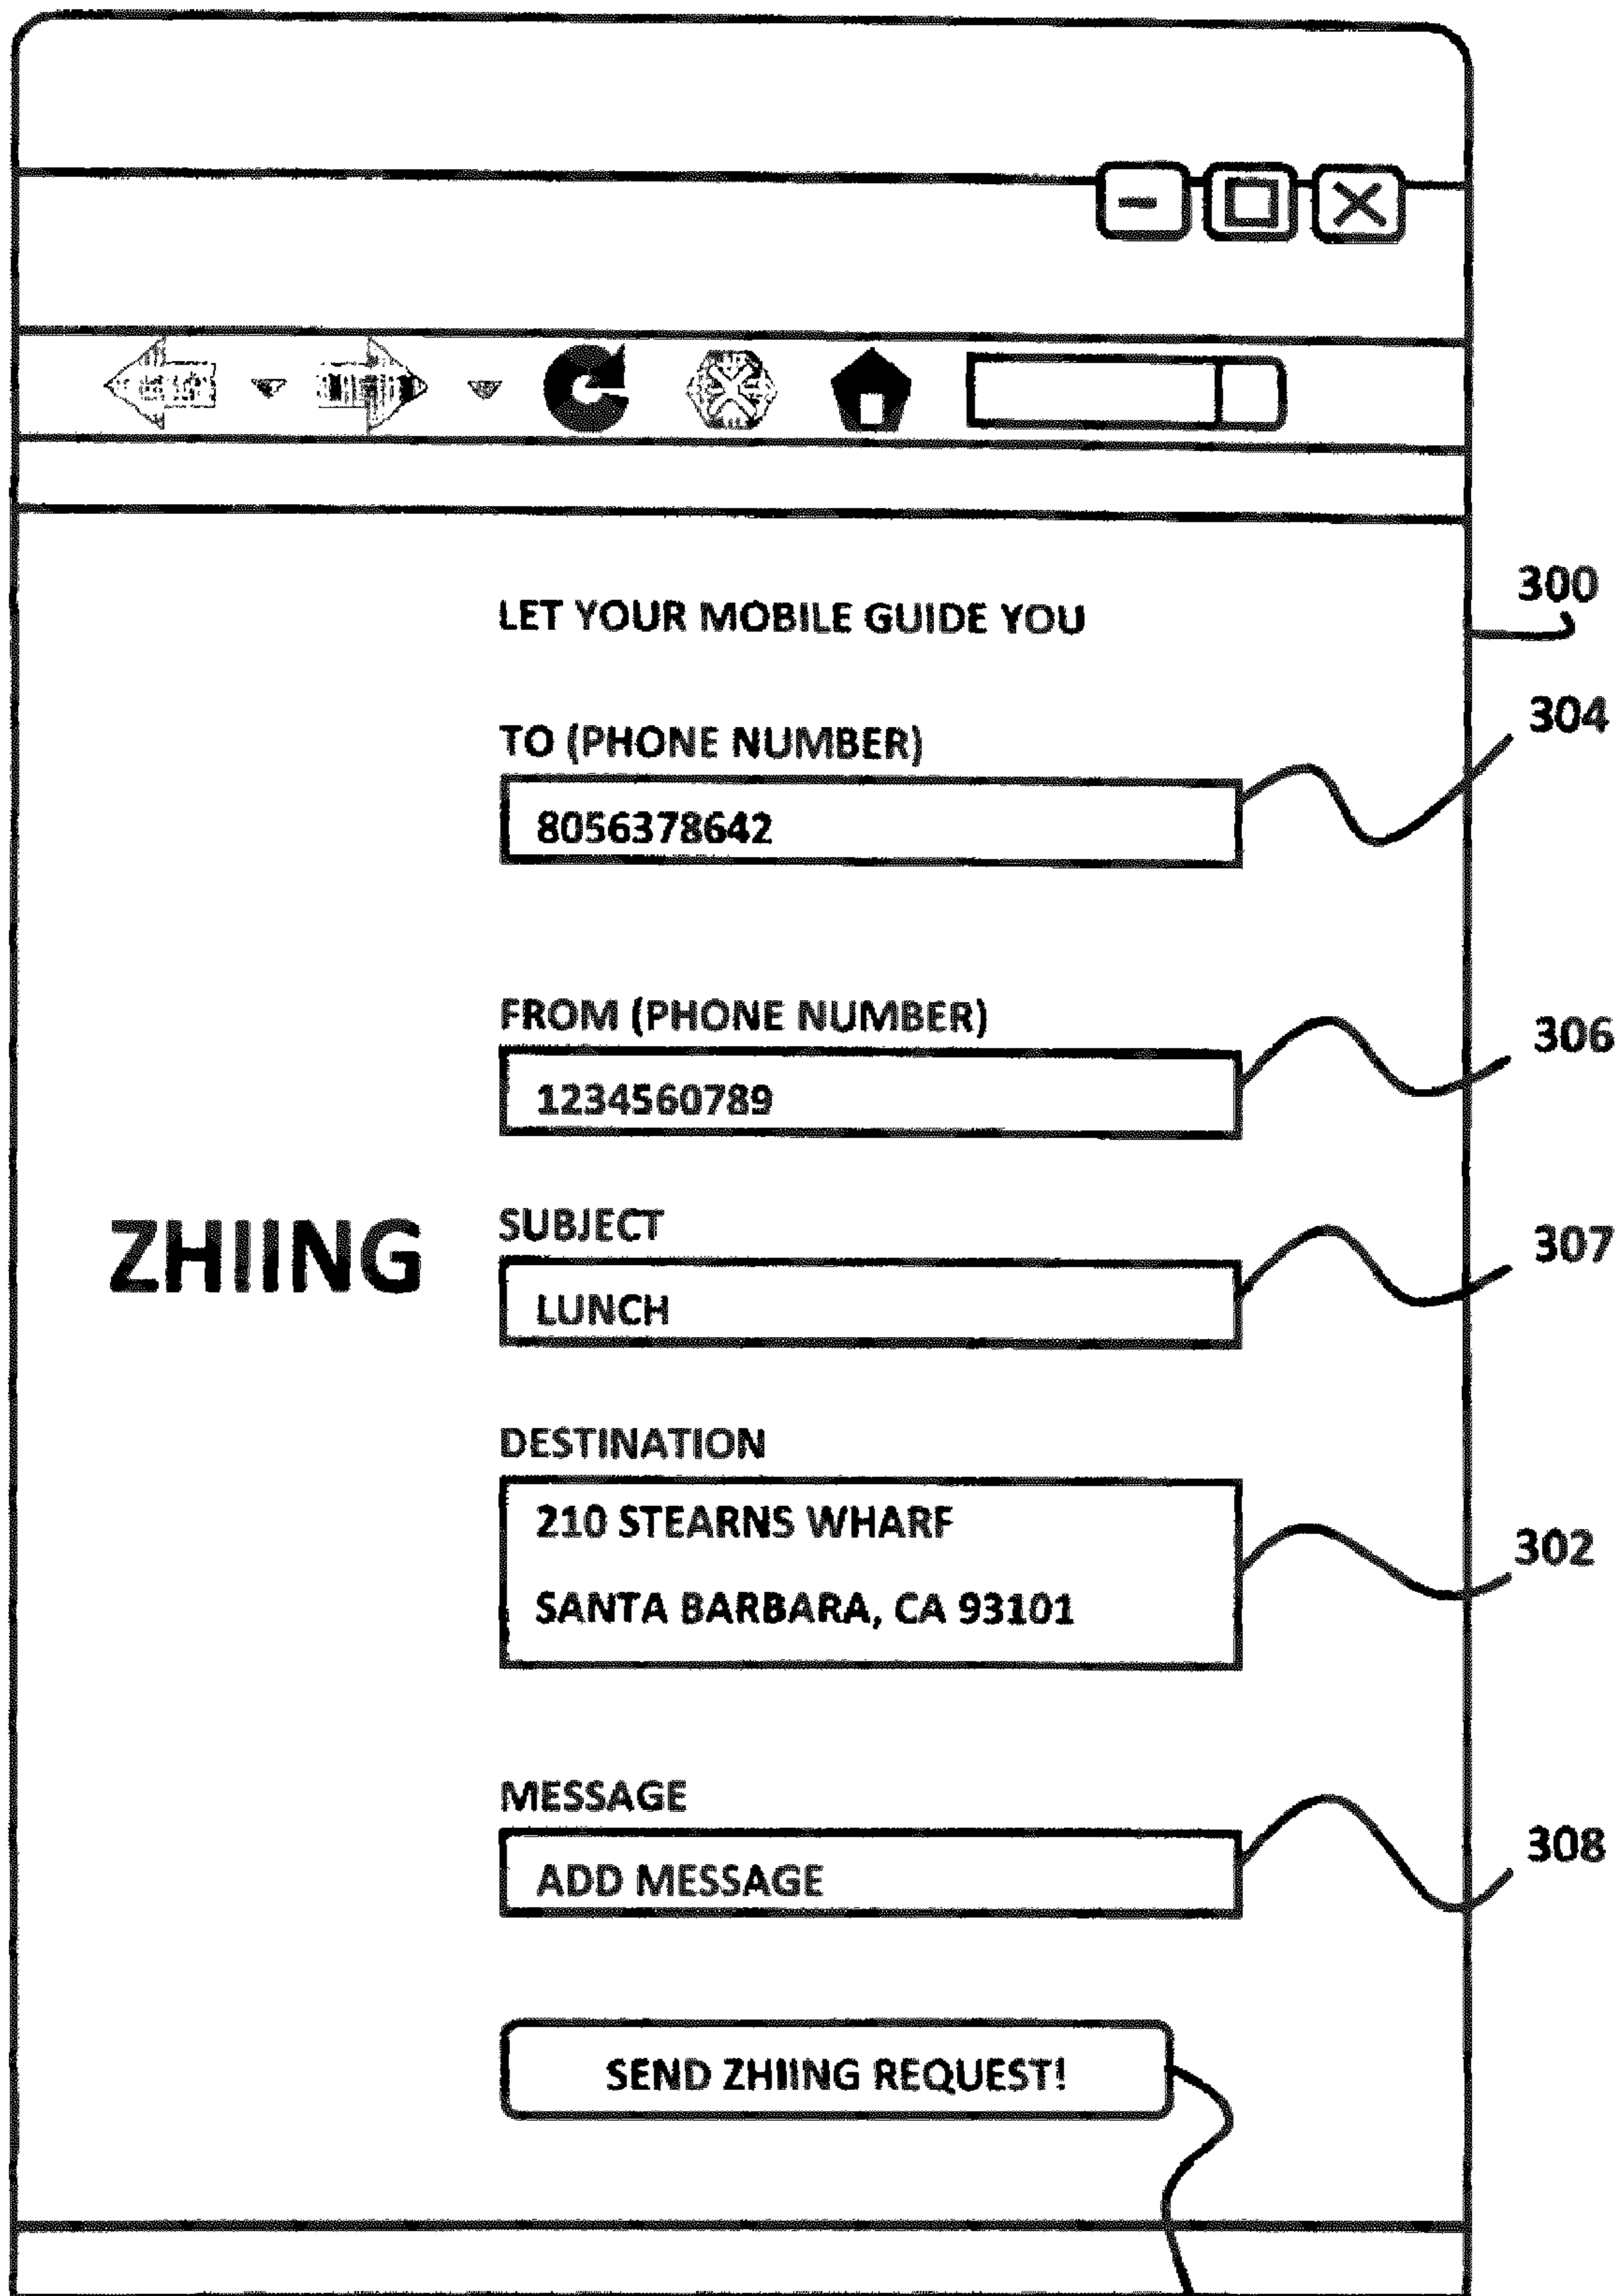 LET YOUR MOBILE GUIDE YOU
300
TO (PHONE NUMBER)
304
8056378642
FROM (PHONE NUMBER)
306
1234560789
ZHIING
SUBJECT
307
LUNCH
DESTINATION
210 STEARNS WHARF
302
SANTA BARBARA, CA 93101
MESSAGE
308
ADD MESSAGE
SEND ZHIING REQUEST!